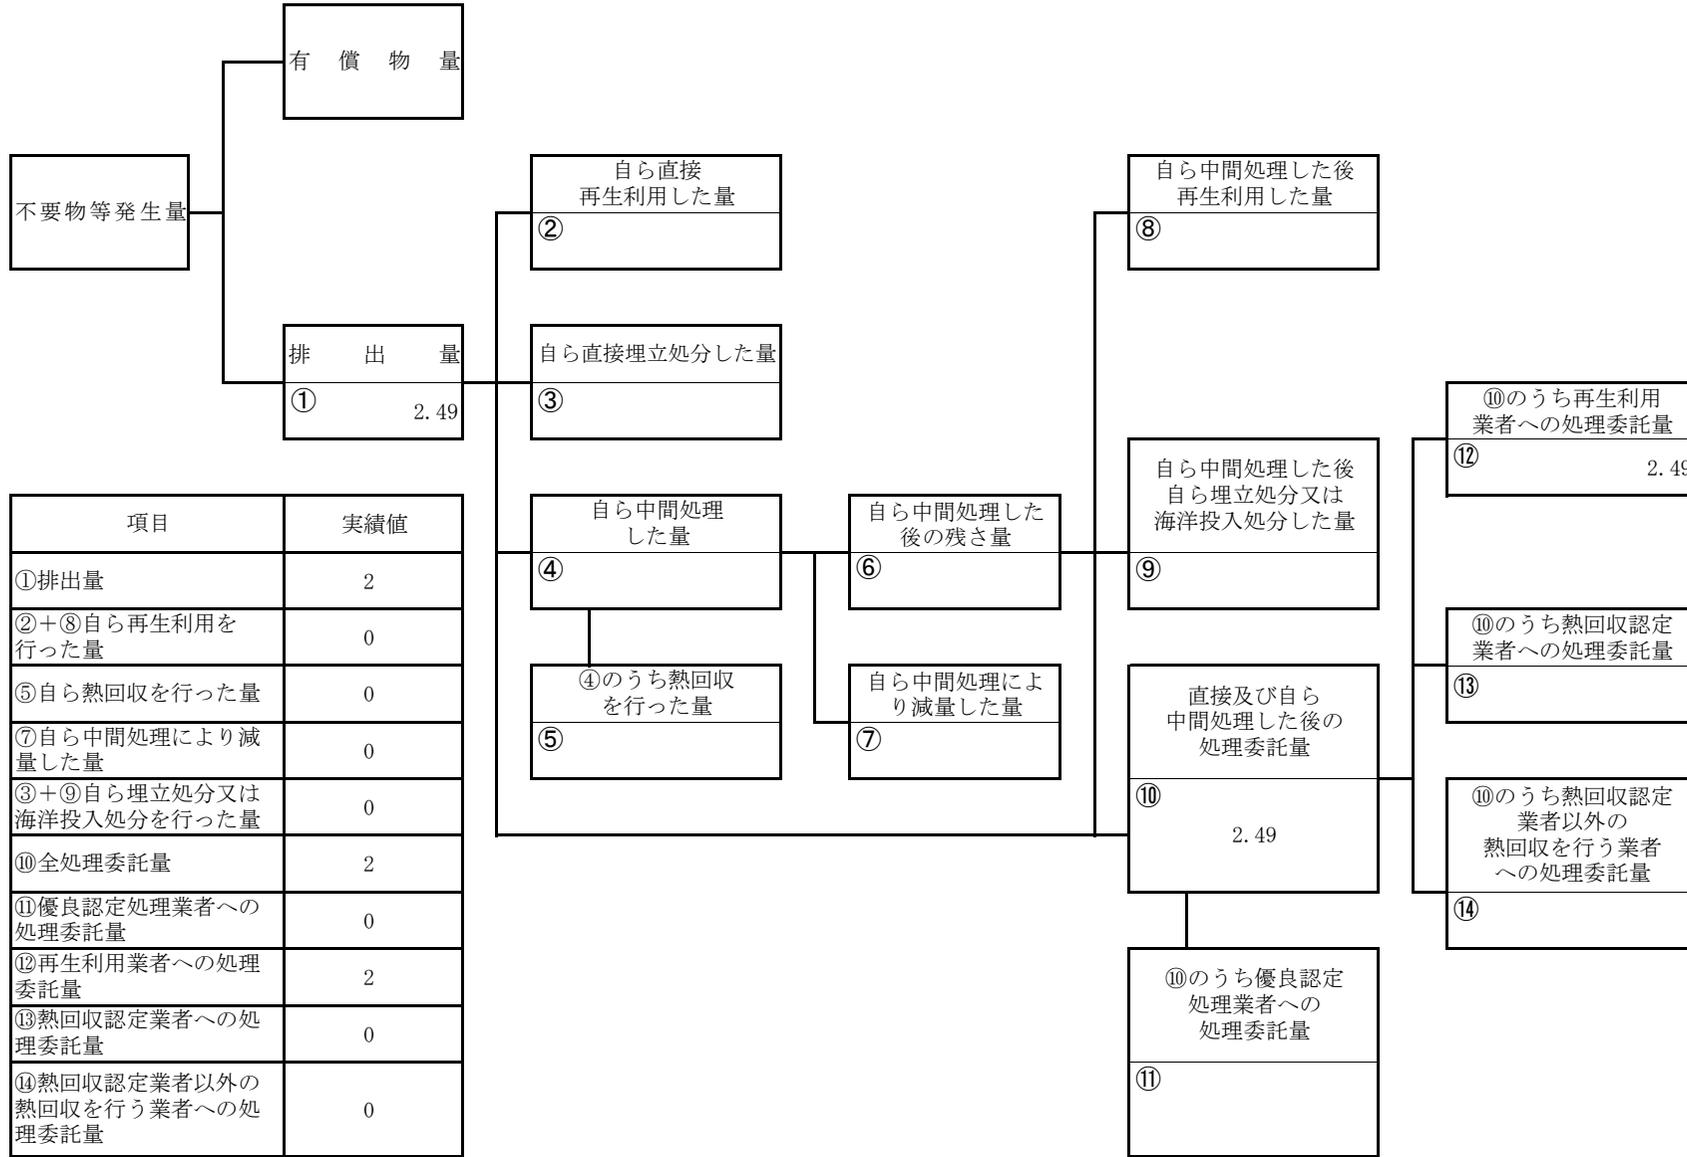 有償物量
不要物等発生量
排出量
①
2.49
自ら直接
再生利用した量
②
自ら直接埋立処分した量
③
自ら中間処理
した量
④
④のうち熱回収
を行った量
⑤
自ら中間処理した
後の残さ量
⑥
自ら中間処理によ
り減量した量
⑦
自ら中間処理した後
再生利用した量
⑧
自ら中間処理した後
自ら埋立処分又は
海洋投入処分した量
⑨
直接及び自ら
中間処理した後の
処理委託量
⑩
2.49
⑩のうち優良認定
処理業者への
処理委託量
⑪
⑩のうち再生利用
業者への処理委託量
⑫
2.49
⑩のうち熱回収認定
業者への処理委託量
⑬
⑩のうち熱回収認定
業者以外の
熱回収を行う業者
への処理委託量
⑭
項目 実績値
①排出量 2
②+⑧自ら再生利用を
行った量 0
⑤自ら熱回収を行った量 0
⑦自ら中間処理により減
量した量 0
③+⑨自ら埋立処分又は
海洋投入処分を行った量 0
⑩全処理委託量 2
⑪優良認定処理業者への
処理委託量 0
⑫再生利用業者への処理
委託量 2
⑬熱回収認定業者への処
理委託量 0
⑭熱回収認定業者以外の
熱回収を行う業者への処 0
理委託量